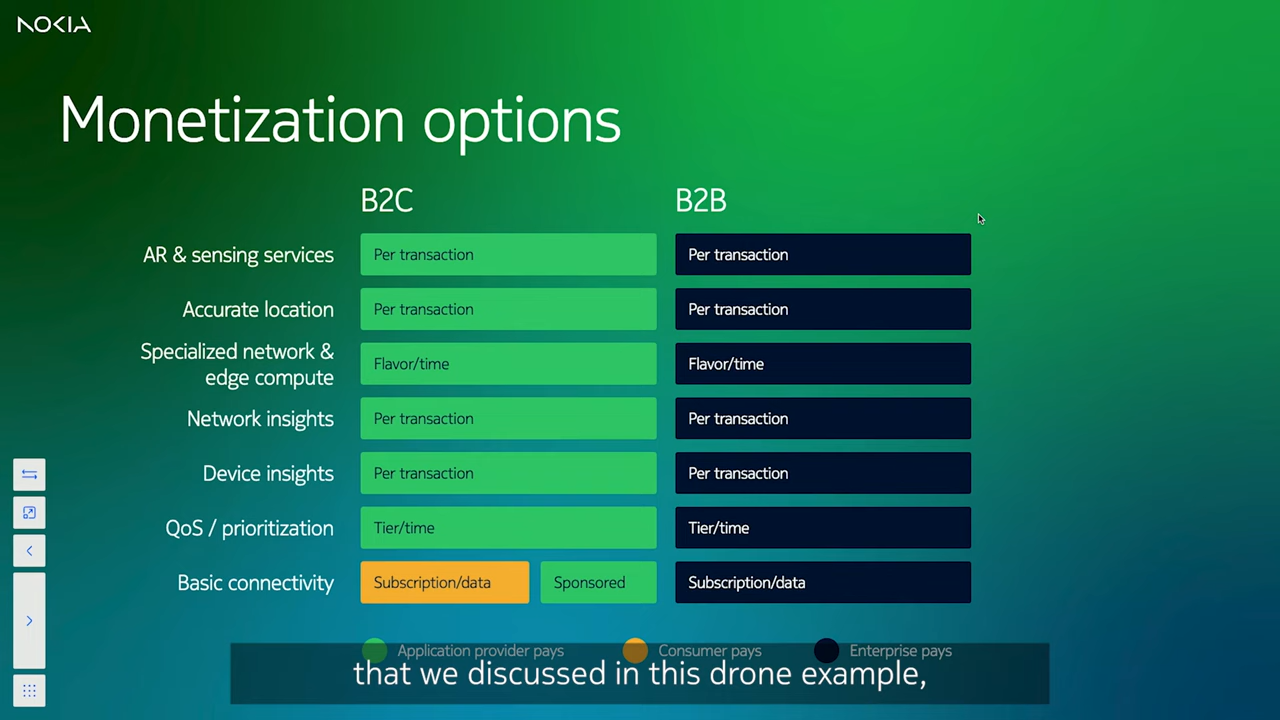 NOKIA
Monetization options
B2C B2B
AR & sensing services Per transaction Per transaction
Accurate location Per transaction Per transaction
Specialized network &
edge compute Flavor/time Flavor/time
Network insights Per transaction Per transaction
Device insights Per transaction Per transaction
QoS / prioritization Tier/time Tier/time
Basic connectivity Subscription/data Sponsored Subscription/data
Application provider pays Consumer pays Enterprise pays
that we discussed in this drone example,